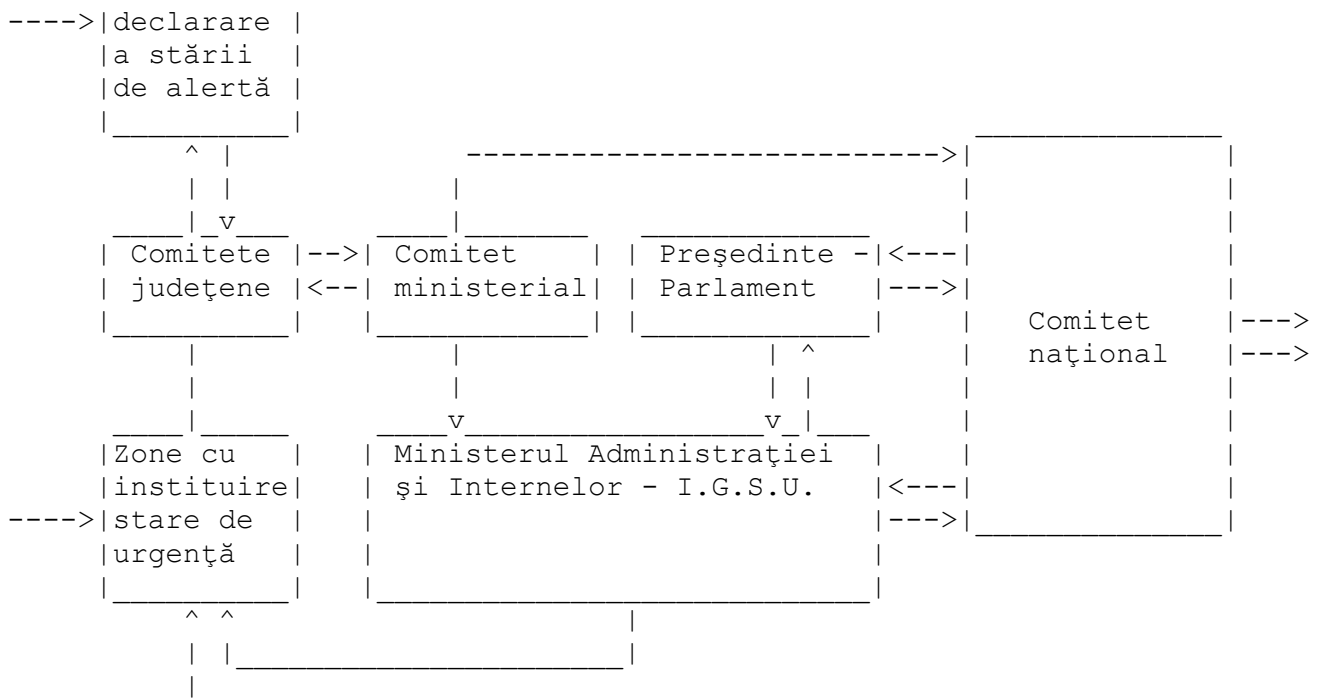 declarare
a stării
de alertă
Comitete
judeţene
Comitet
ministerial
Preşedinte -
Parlament
Comitet
naţional
Zone cu
instituire
stare de
urgenţă
Ministerul Administraţiei
şi Internelor - I.G.S.U.